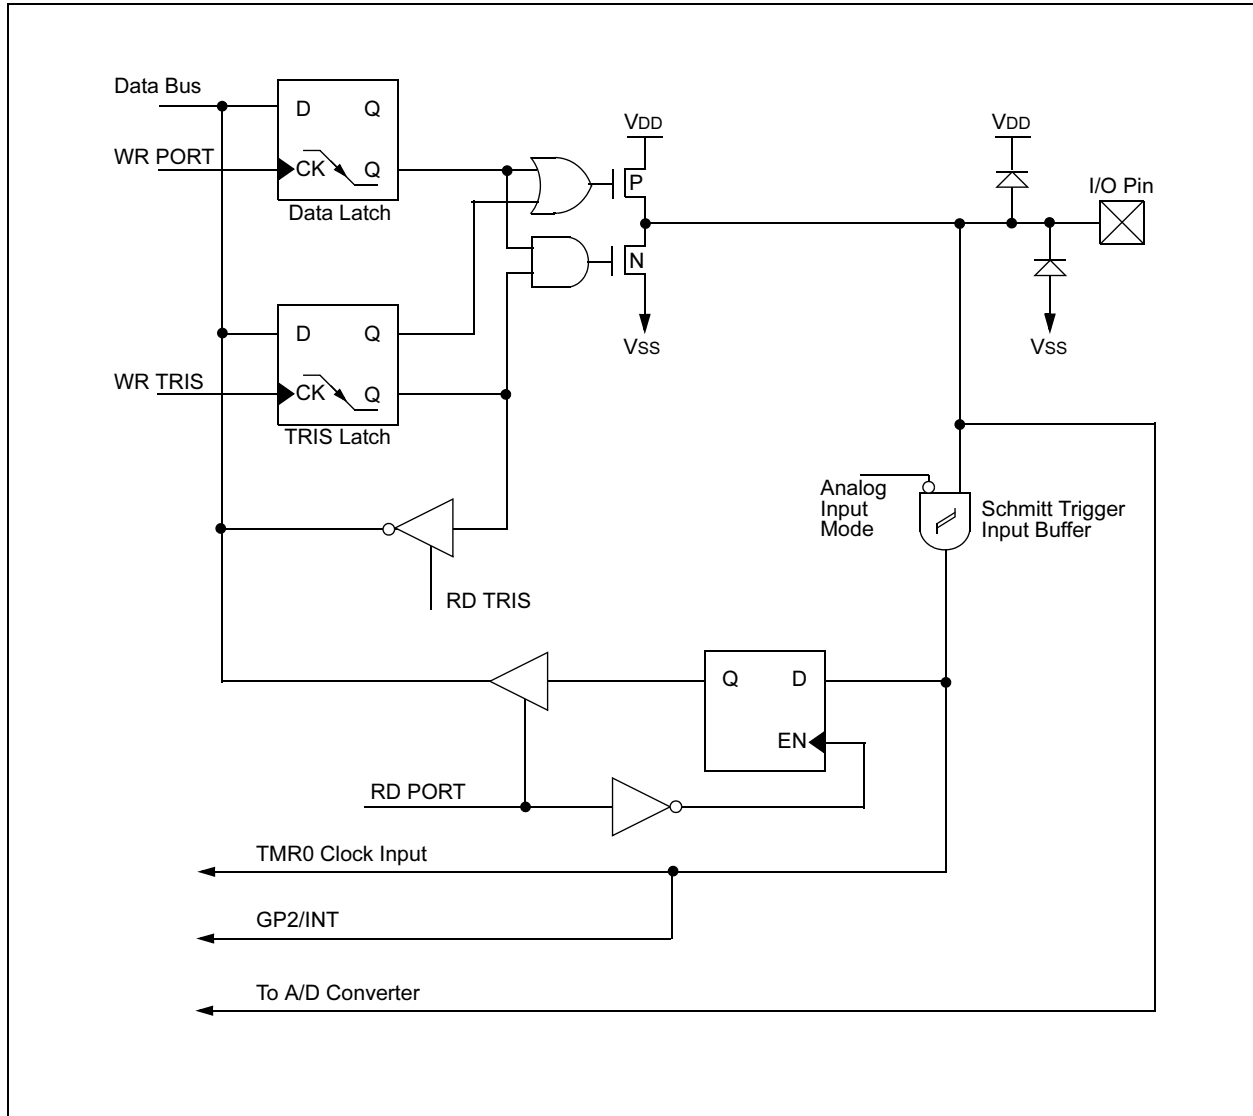 Data Bus
D Q
WR PORT
CK Q
Data Latch
VDD
P
N
VSS
VDD
I/O Pin
VSS
D Q
WR TRIS
CK Q
TRIS Latch
RD TRIS
Analog
Input
Mode
Schmitt Trigger
Input Buffer
Q D
EN
RD PORT
TMR0 Clock Input
GP2/INT
To A/D Converter